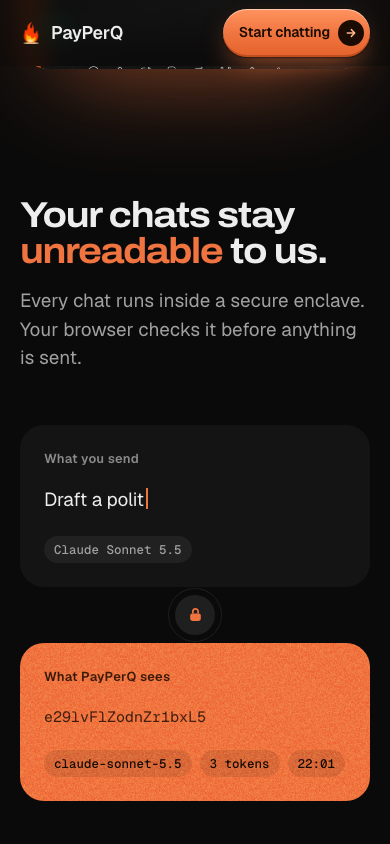 PayPerQ
Start chatting
Your chats stay
unreadable to us.
Every chat runs inside a secure enclave.
Your browser checks it before anything
is sent.
What you send
Draft a polit
Claude Sonnet 5.5
What PayPerQ sees
e29lvFlZodnZr1bxL5
claude-sonnet-5.5
3 tokens
22:01